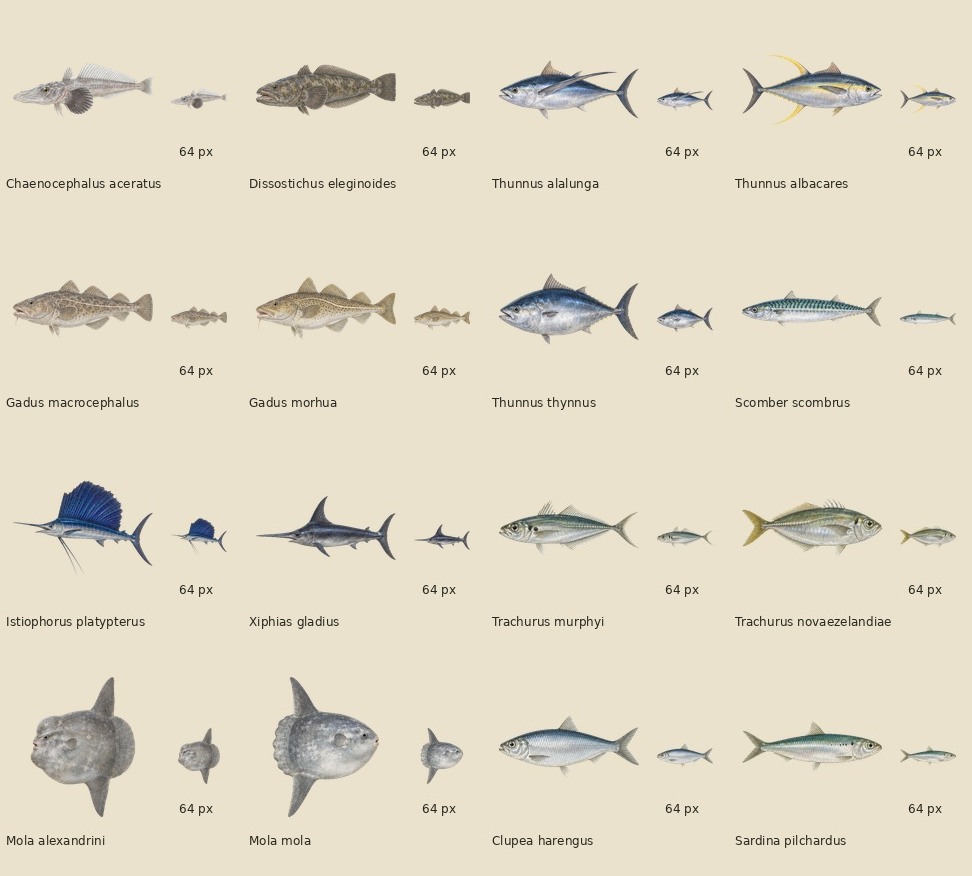 64 px 64 px 64 px 64 px
Chaenocephalus aceratus Dissostichus eleginoides Thunnus alalunga Thunnus albacares
64 px 64 px 64 px 64 px
Gadus macrocephalus Gadus morhua Thunnus thynnus Scomber scombrus
64 px 64 px 64 px 64 px
Istiophorus platypterus Xiphias gladius Trachurus murphyi Trachurus novaezelandiae
64 px 64 px 64 px 64 px
Mola alexandrini Mola mola Clupea harengus Sardina pilchardus